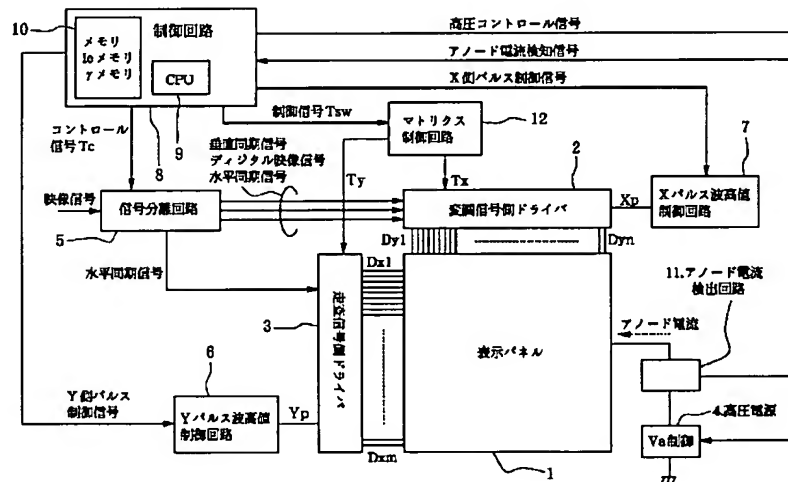 10
メモリ
Ioメモリ
γメモリ
制御回路
CPU
高圧コントロール信号
アノード電流検知信号
X側パルス制御信号
制御信号Tsw
マトリクス
制御回路
12
コントロール
信号Tc
8
9
垂直同期信号
ディジタル映像信号
水平同期信号
Ty
Tx
2
7
映像信号
信号分離回路
5
変調信号側ドライバ
Xp
Xパルス波高値
制御回路
Dy1
Dyn
水平同期信号
Dx1
3
走査信号側ドライバ
表示パネル
11.アノード電流
検出回路
アノード電流
Y側パルス
制御信号
6
Yパルス波高値
制御回路
Yp
4.高圧電源
Va制御
Dxm
1